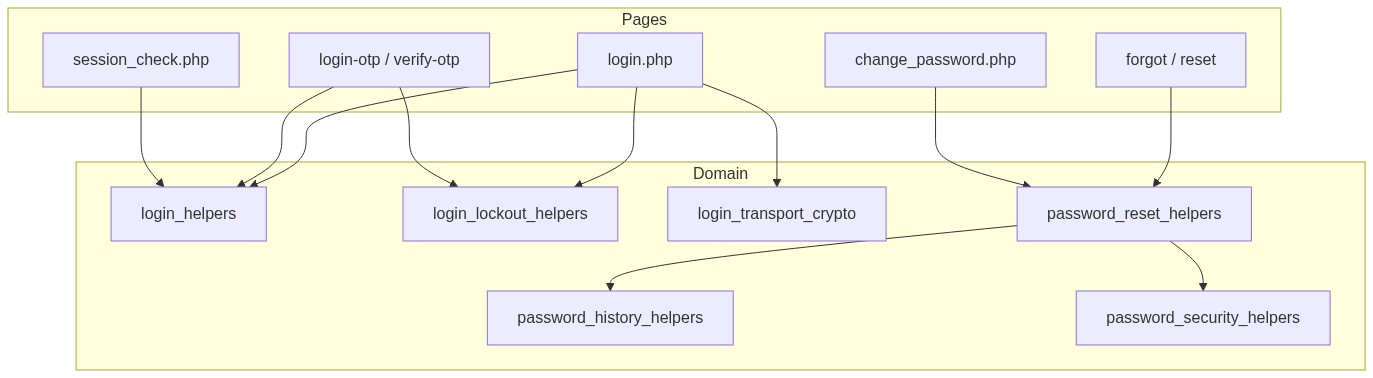 Pages
session_check.php
login-otp / verify-otp
login.php
change_password.php
forgot / reset
Domain
login_helpers
login_lockout_helpers
login_transport_crypto
password_reset_helpers
password_history_helpers
password_security_helpers